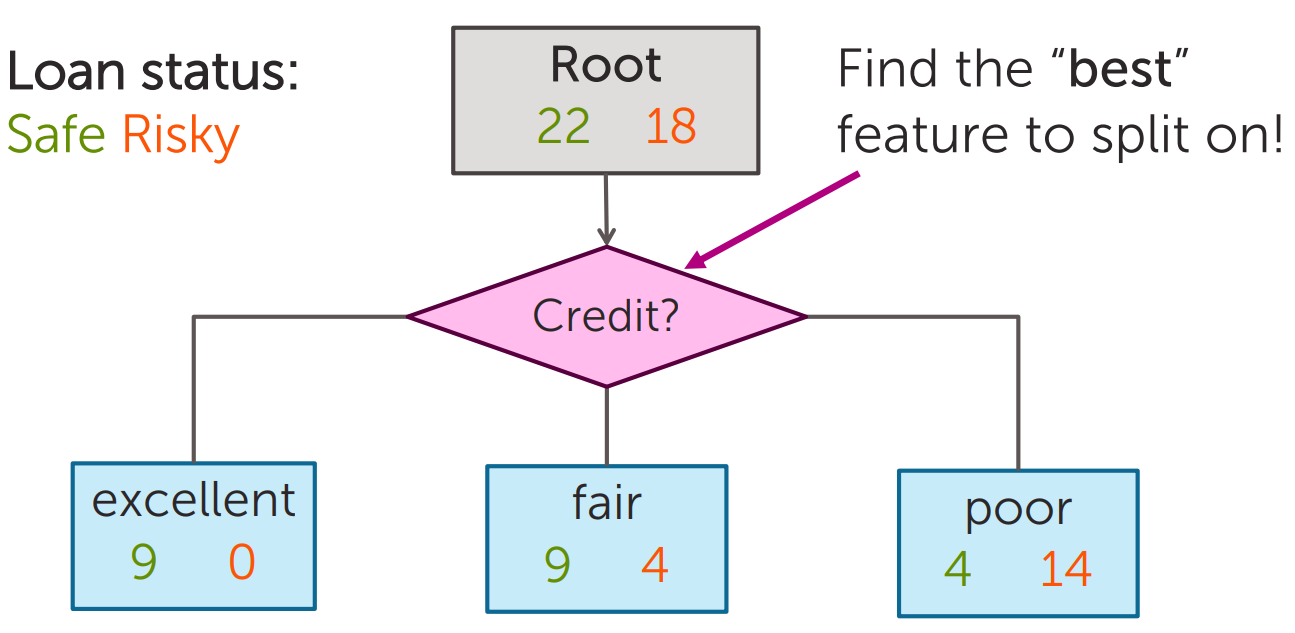 Loan status:
Safe Risky
Root
22 18
Find the “best”
feature to split on!
Credit?
excellent
9 0
fair
9 4
poor
4 14